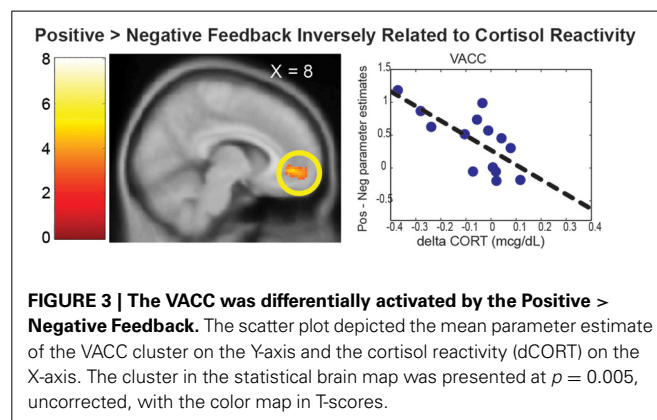 Positive > Negative Feedback Inversely Related to Cortisol Reactivity
8
6
4
2
0
X = 8
VACC
Pos - Neg parameter estimates
1.5
1
0.5
0
-0.5
-1
-0.4 -0.3 -0.2 -0.1 0 0.1 0.2 0.3 0.4
delta CORT (mcg/dL)
FIGURE 3 | The VACC was differentially activated by the Positive >
Negative Feedback. The scatter plot depicted the mean parameter estimate
of the VACC cluster on the Y-axis and the cortisol reactivity (dCORT) on the
X-axis. The cluster in the statistical brain map was presented at p = 0.005,
uncorrected, with the color map in T-scores.